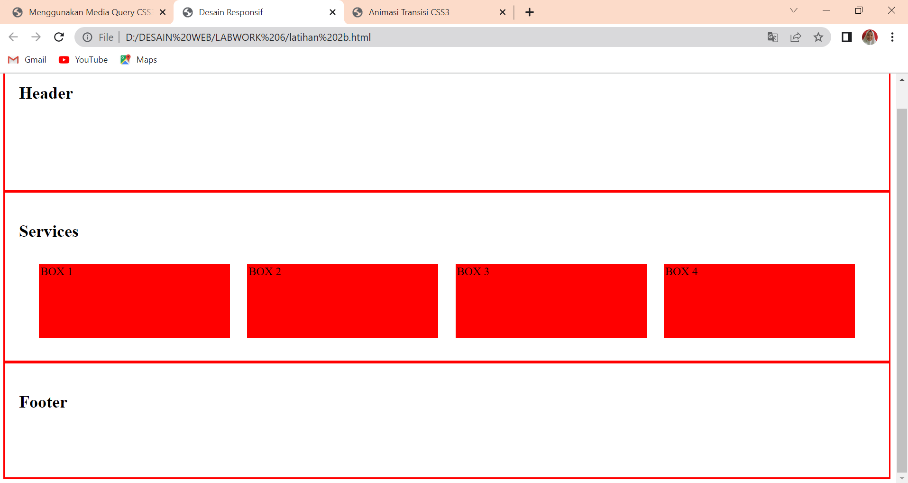 Menggunakan Media Query CSS
Desain Responsif
Animasi Transisi CSS3
File
D:/DESAIN%20WEB/LABWORK%206/latihan%202b.html
Gmail
YouTube
Maps
Header
Services
BOX 1
BOX 2
BOX 3
BOX 4
Footer